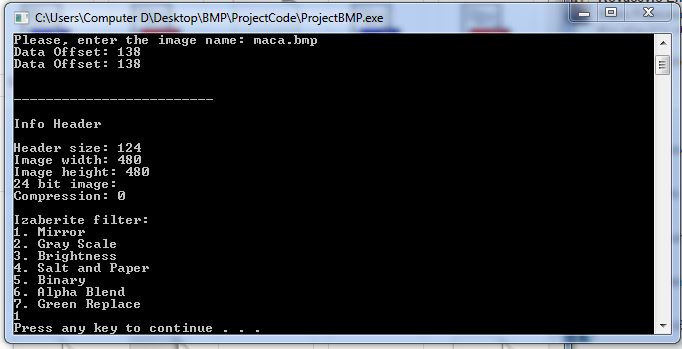 C:\Users\Computer D\Desktop\BMP\ProjectCode\ProjectBMP.exe
Please, enter the image name: maca.bmp
Data Offset: 138
Data Offset: 138
-------------------------
Info Header
Header size: 124
Image width: 480
Image height: 480
24 bit image:
Compression: 0
Izaberite filter:
1. Mirror
2. Gray Scale
3. Brightness
4. Salt and Paper
5. Binary
6. Alpha Blend
7. Green Replace
1
Press any key to continue . . .